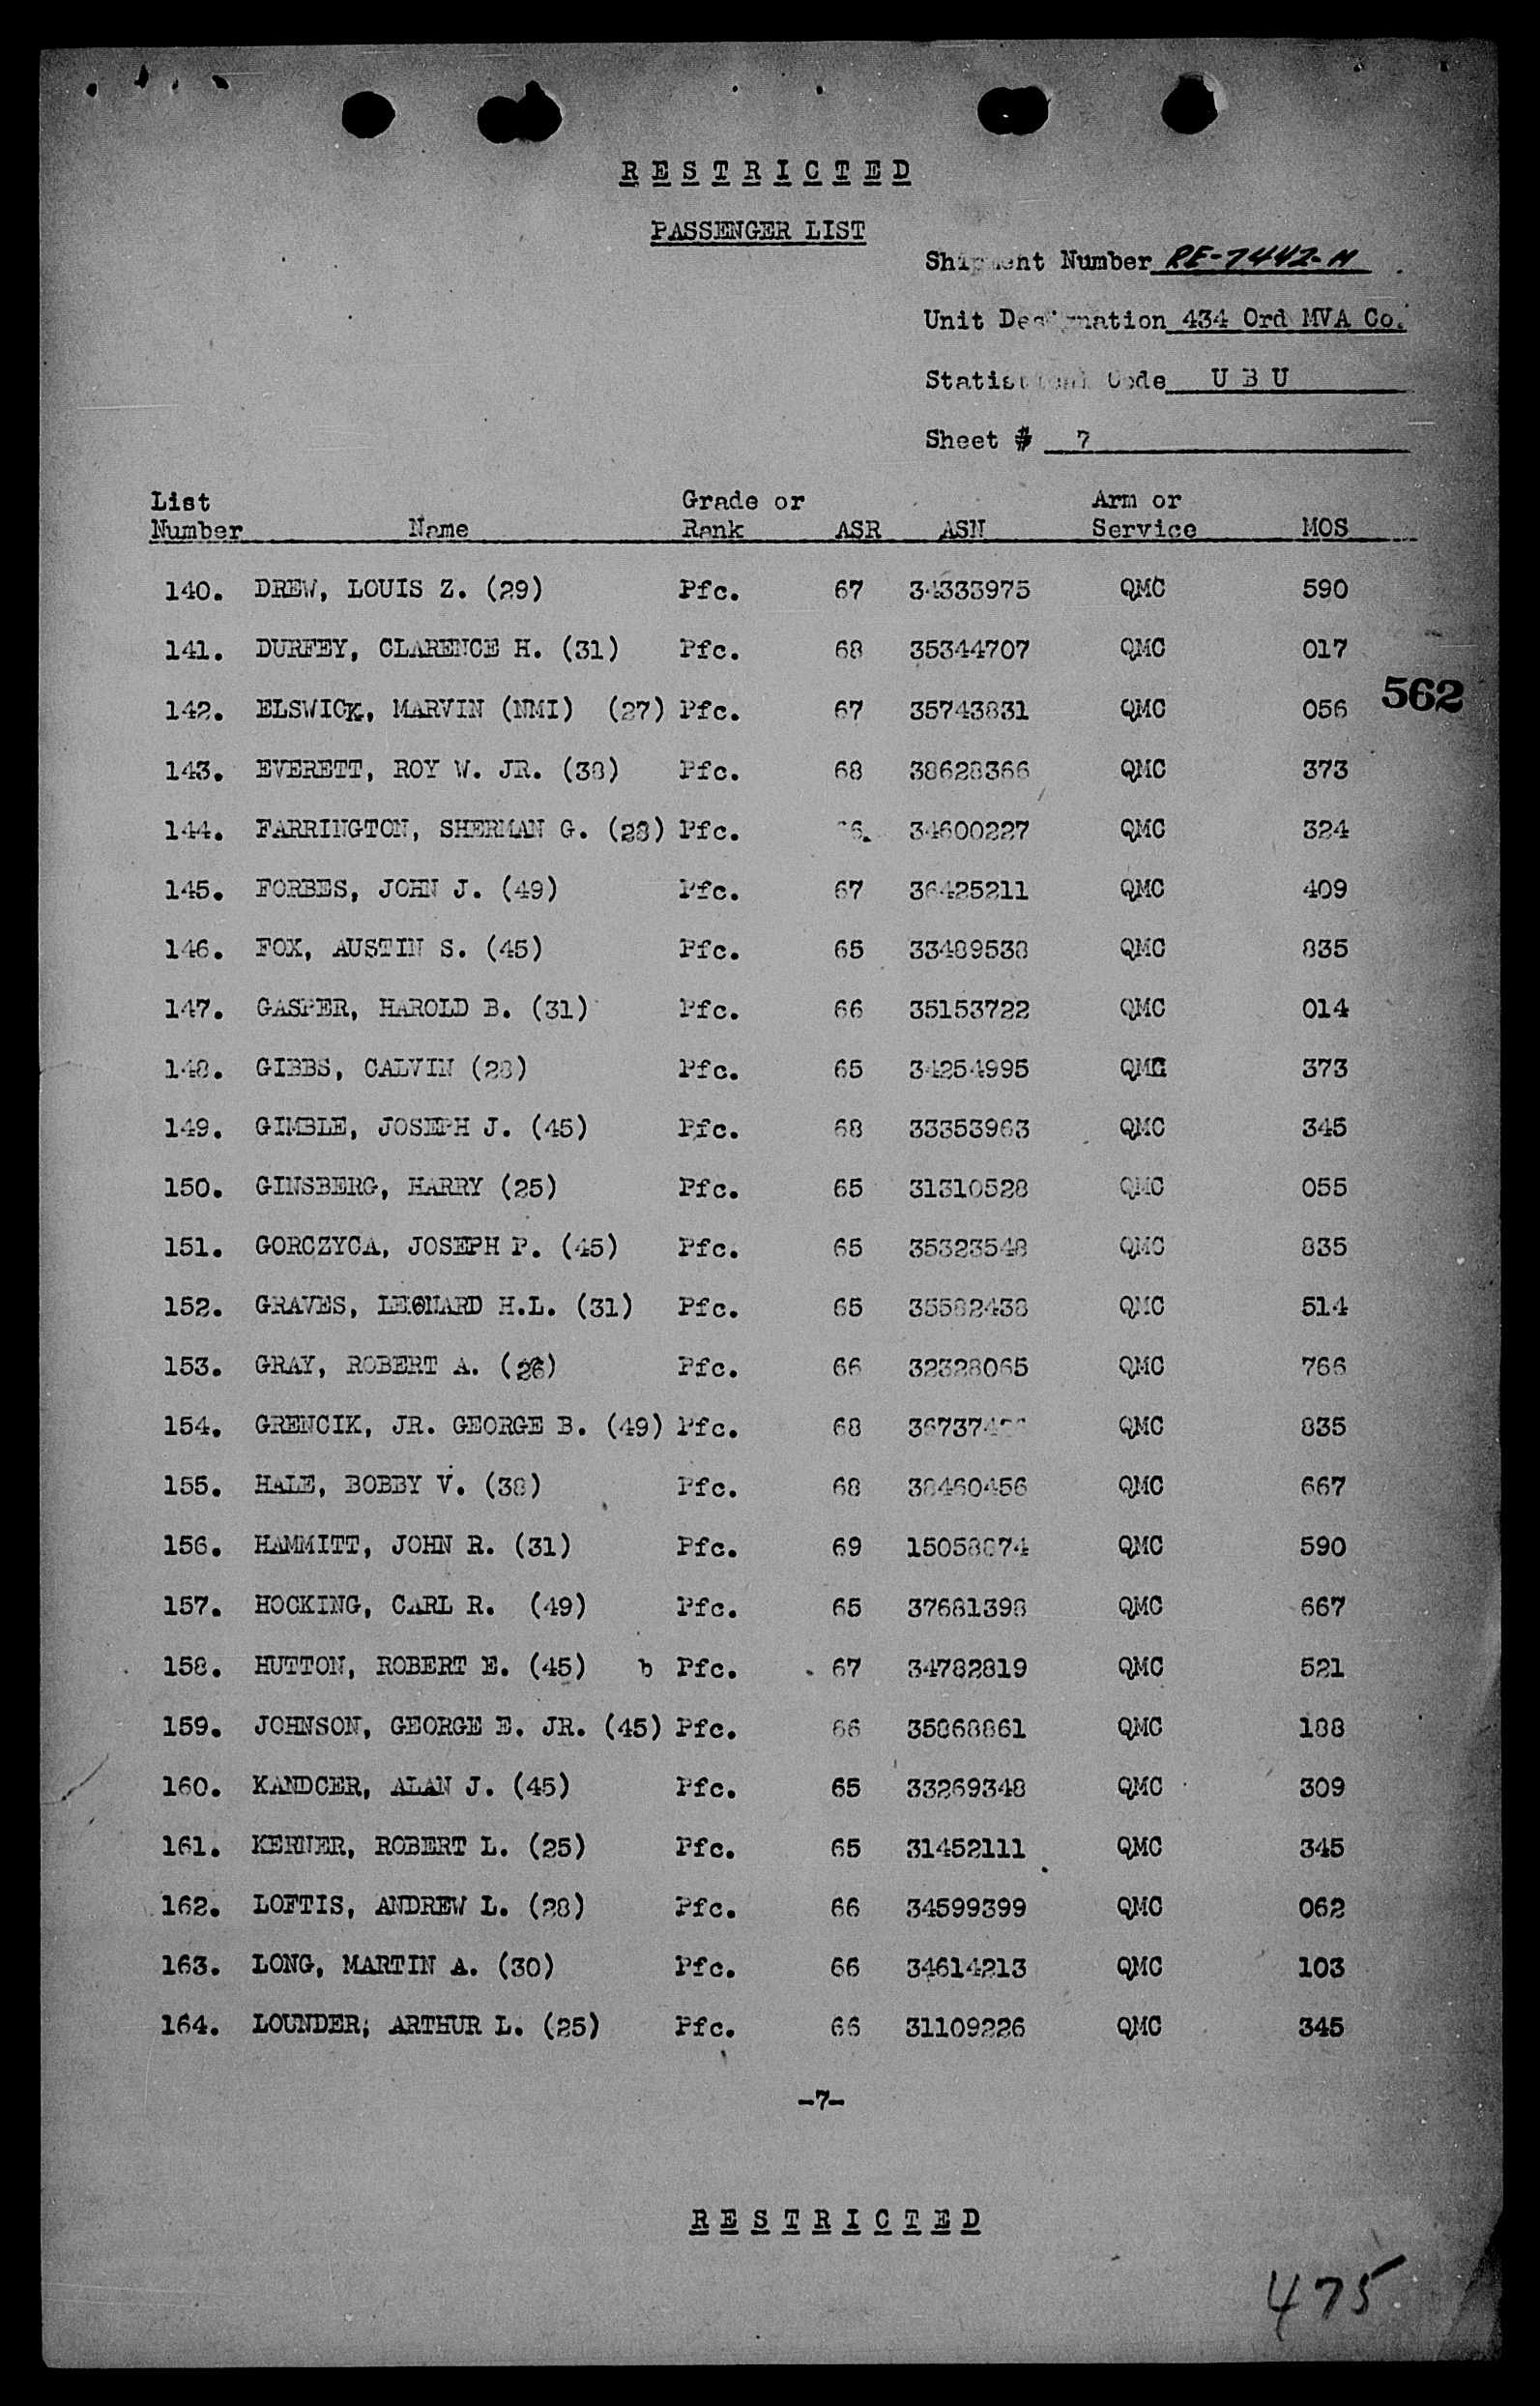 RESTRICTED
PASSENGER LIST
Shipment Number RE-7442-M
Unit Designation 434 Ord MVA Co.
Statistical Code U B U
Sheet # 7
List Number Name Grade or Rank ASR ASN Arm or Service MOS
140. DREW, LOUIS Z. (29) Pfc. 67 34333975 QMC 590
141. DURFEY, CLARENCE H. (31) Pfc. 68 35344707 QMC 017
562
142. ELSWICK, MARVIN (NMI) (27) Pfc. 67 35743831 QMC 056
143. EVERETT, ROY W. JR. (38) Pfc. 68 38628366 QMC 373
144. FARRINGTON, SHERMAN G. (28) Pfc. 34600227 QMC 324
145. FORBES, JOHN J. (49) Pfc. 67 36425211 QMC 409
146. FOX, AUSTIN S. (45) Pfc. 65 33489538 QMC 835
147. GASPER, HAROLD B. (31) Pfc. 66 35153722 QMC 014
148. GIBBS, CALVIN (28) Pfc. 65 34254995 QMC 373
149. GIMBLE, JOSEPH J. (45) Pfc. 68 33353963 QMC 345
150. GINSBERG, HARRY (25) Pfc. 65 31310528 QMC 055
151. GORCZYCA, JOSEPH P. (45) Pfc. 65 35323548 QMC 835
152. GRAVES, LEONARD H.L. (31) Pfc. 65 35582438 QMC 514
153. GRAY, ROBERT A. (26) Pfc. 66 32328065 QMC 766
154. GRENCIK, JR. GEORGE B. (49) Pfc. 68 QMC 835
155. HALE, BOBBY V. (38) Pfc. 68 38460456 QMC 667
156. HAMMITT, JOHN R. (31) Pfc. 69 15058874 QMC 590
157. HOCKING, CARL R. (49) Pfc. 65 37681398 QMC 667
158. HUTTON, ROBERT E. (45) b Pfc. 67 34782819 QMC 521
159. JOHNSON, GEORGE E. JR. (45) Pfc. 66 35868861 QMC 188
160. KANDCER, ALAN J. (45) Pfc. 65 33269348 QMC 309
161. KERNER, ROBERT L. (25) Pfc. 65 31452111 QMC 345
162. LOFTIS, ANDREW L. (28) Pfc. 66 34599399 QMC 062
163. LONG, MARTIN A. (30) Pfc. 66 34614213 QMC 103
164. LOUNDER, ARTHUR L. (25) Pfc. 66 31109226 QMC 345
-7-
RESTRICTED
475